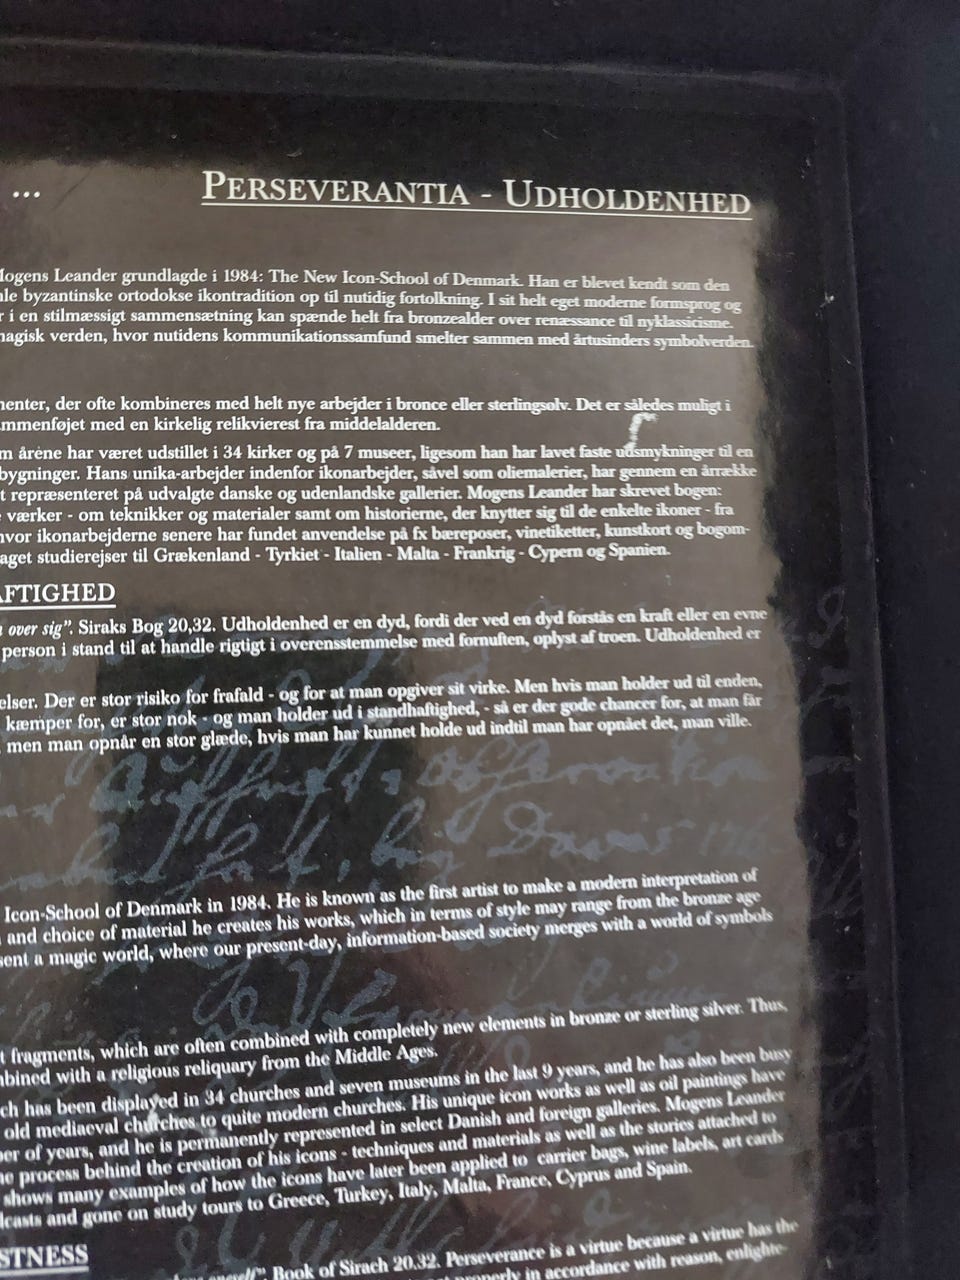 ... PERSEVERANTIA - UDHOLDENHED
Mogens Leander grundlagde i 1984: The New Icon-School of Denmark. Han er blevet kendt som den
byzantinske ortodokse ikontradition op til nutidig fortolkning. I sit helt eget moderne formsprog og
r i en stilmæssigt sammensætning kan spænde helt fra bronzealder over renæssance til nyklassicisme.
magisk verden, hvor nutidens kommunikationssamfund smelter sammen med årtusinders symbolverden.
menter, der ofte kombineres med helt nye arbejder i bronce eller sterlingsølv. Det er således muligt i
mmenføjet med en kirkelig relikvierest fra middelalderen.
m årene har været udstillet i 34 kirker og på 7 museer, ligesom han har lavet faste udsmykninger til en
bygninger. Hans unika-arbejder indenfor ikonarbejder, såvel som oliemalerier, har gennem en årrække
t repræsenteret på udvalgte danske og udenlandske gallerier. Mogens Leander har skrevet bogen:
værker - om teknikker og materialer samt om historierne, der knytter sig til de enkelte ikoner - fra
hvor ikonarbejderne senere har fundet anvendelse på fx bæreposer, vinetiketter, kunstkort og bogom-
aget studierejser til Grækenland - Tyrkiet - Italien - Malta - Frankrig - Cypern og Spanien.
AFTIGHED
over sig". Siraks Bog 20,32. Udholdenhed er en dyd, fordi der ved en dyd forstås en kraft eller en evne
person i stand til at handle rigtigt i overensstemmelse med fornuften, oplyst af troen. Udholdenhed er
elser. Der er stor risiko for frafald - og for at man opgiver sit virke. Men hvis man holder ud til enden,
kæmper for, er stor nok - og man holder ud i standhaftighed, - så er der gode chancer for, at man får
men man opnår en stor glæde, hvis man har kunnet holde ud indtil man har opnået det, man ville.
Icon-School of Denmark in 1984. He is known as the first artist to make a modern interpretation of
and choice of material he creates his works, which in terms of style may range from the bronze age
sent a magic world, where our present-day, information-based society merges with a world of symbols
t fragments, which are often combined with completely new elements in bronze or sterling silver. Thus,
mbined with a religious reliquary from the Middle Ages.
ch has been displayed in 34 churches and seven museums in the last 9 years, and he has also been busy
old mediaeval churches to quite modern churches. His unique icon works as well as oil paintings have
ber of years, and he is permanently represented in select Danish and foreign galleries. Mogens Leander
he process behind the creation of his icons - techniques and materials as well as the stories attached to
shows many examples of how the icons have later been applied to carrier bags, wine labels, art cards
dcasts and gone on study tours to Greece, Turkey, Italy, Malta, France, Cyprus and Spain.
STNESS
Book of Sirach 20.32. Perseverance is a virtue because a virtue has the
properly in accordance with reason, enlighte-